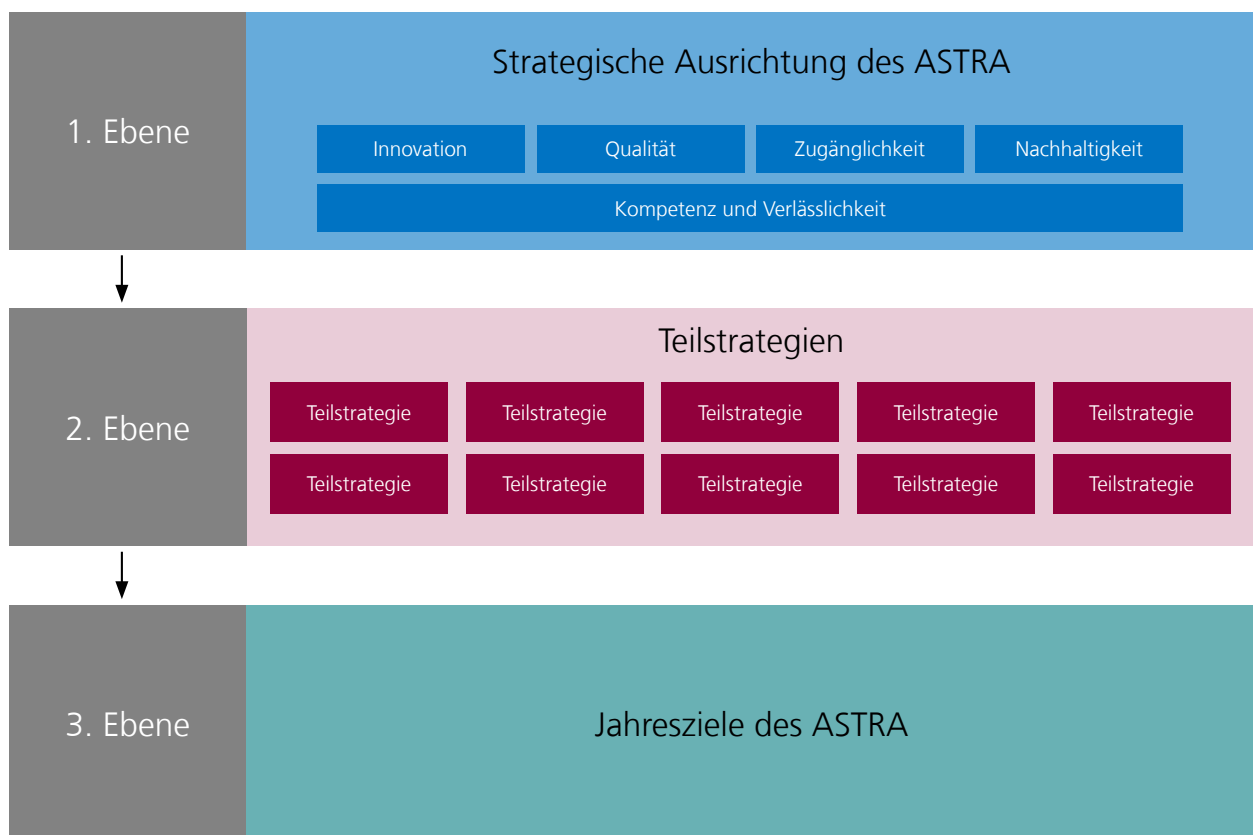 1. Ebene
Strategische Ausrichtung des ASTRA
Innovation
Qualität
Zugänglichkeit
Nachhaltigkeit
Kompetenz und Verlässlichkeit
2. Ebene
Teilstrategien
Teilstrategie
Teilstrategie
Teilstrategie
Teilstrategie
Teilstrategie
Teilstrategie
Teilstrategie
Teilstrategie
Teilstrategie
Teilstrategie
3. Ebene
Jahresziele des ASTRA